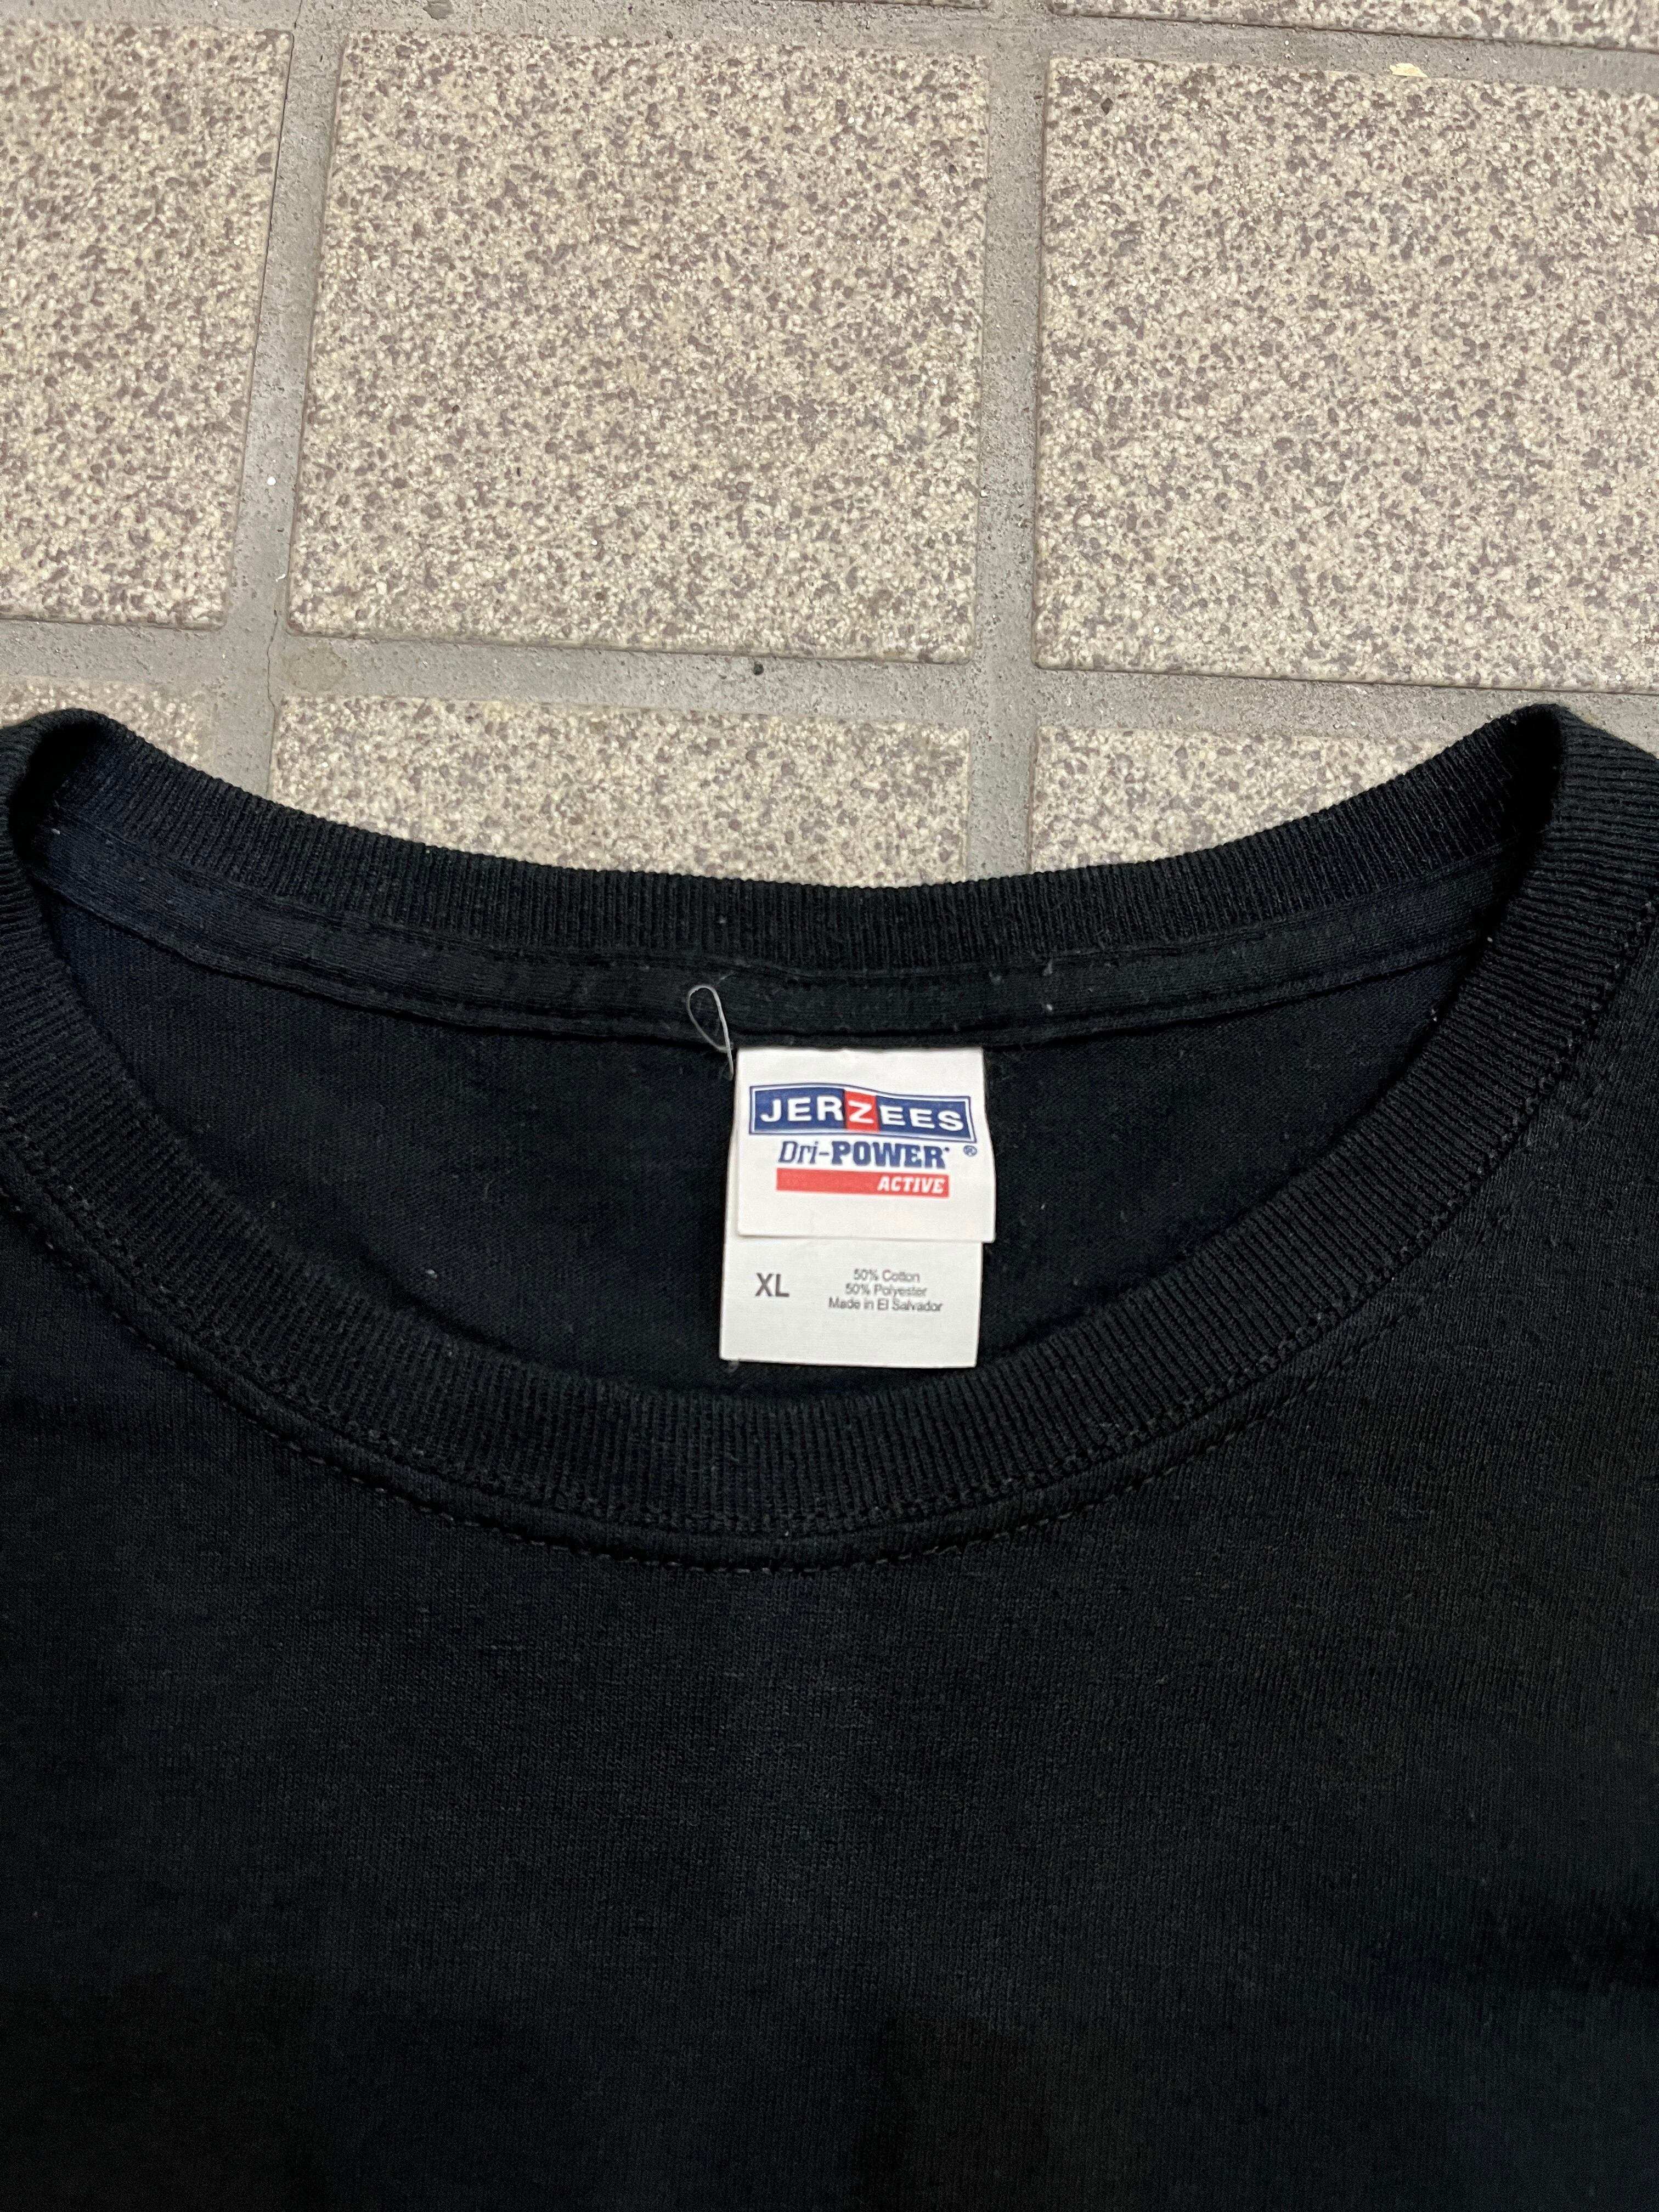 JERZEES
Dri-POWER®
ACTIVE
XL
50% Cotton
50% Polyester
Made in El Salvador